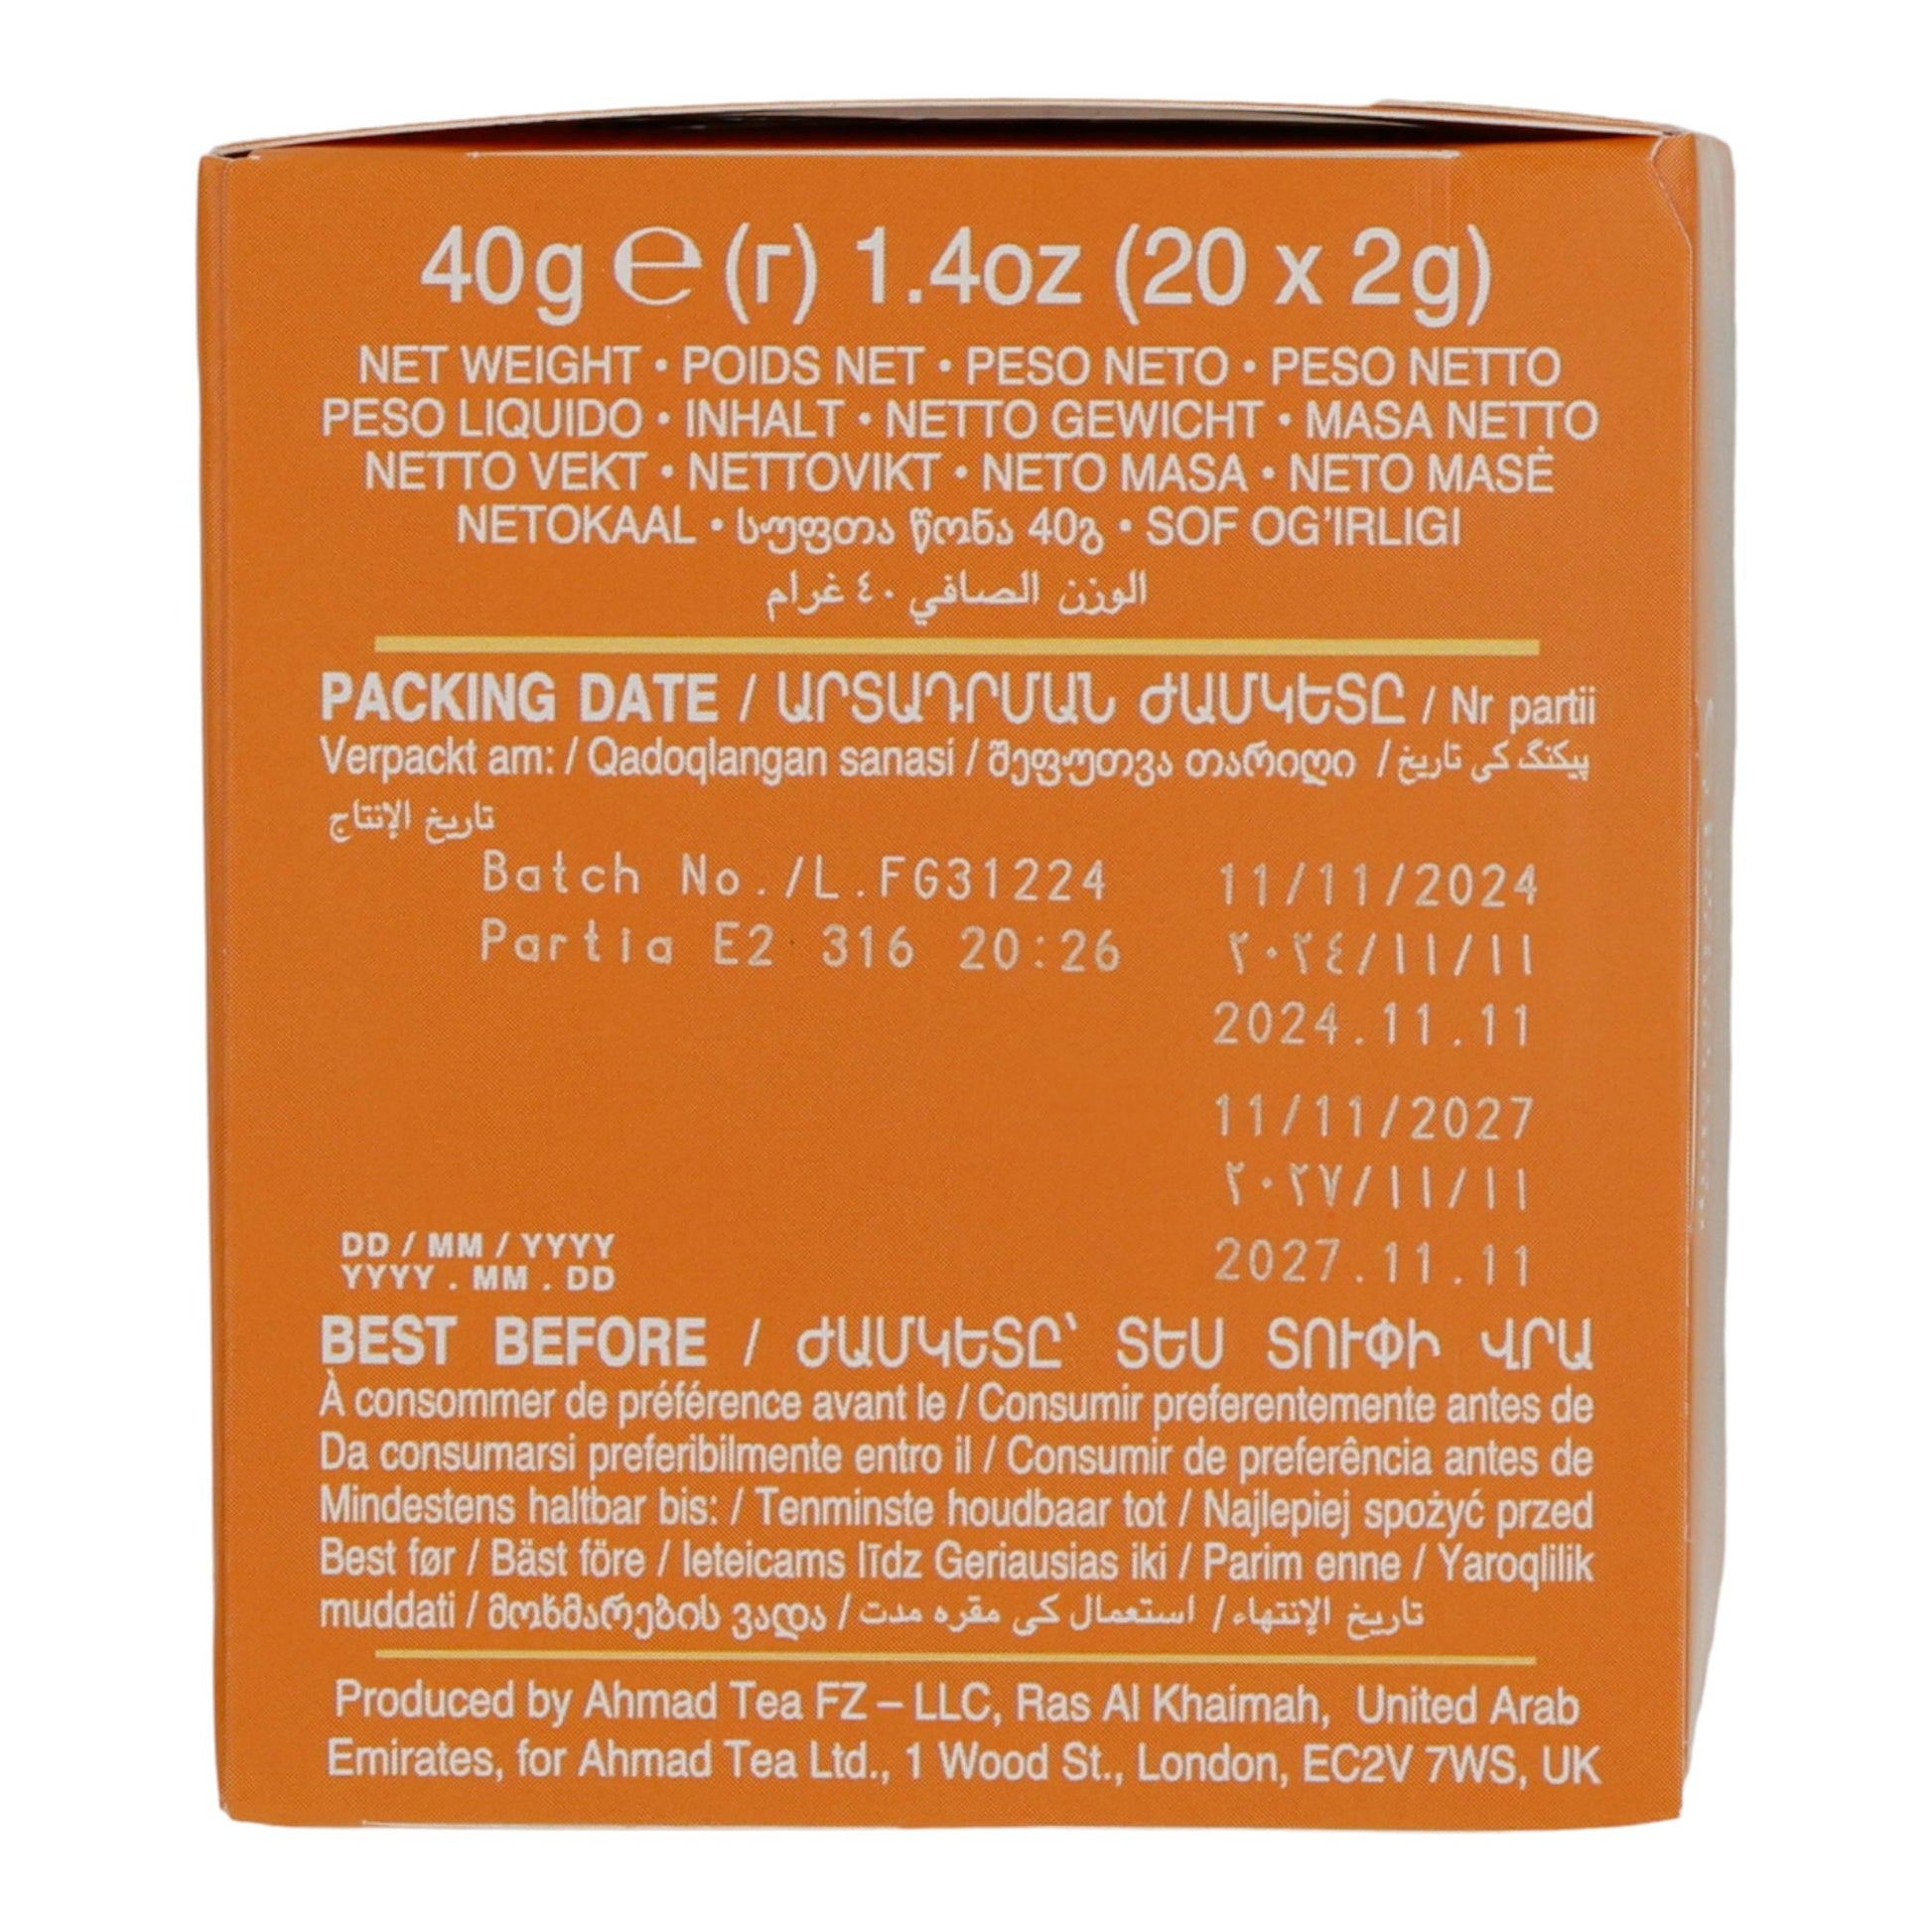 40g ℮ (г) 1.4oz (20 x 2g)
NET WEIGHT • POIDS NET • PESO NETO • PESO NETTO
PESO LIQUIDO • INHALT • NETTO GEWICHT • MASA NETTO
NETTO VEKT • NETTOVIKT • NETO MASA • NETO MASĖ
NETOKAAL • სუფთა წონა 40გ • SOF OG'IRLIGI
الوزن الصافي ٤٠ غرام
PACKING DATE / ԱՐՏԱԴՐՄԱՆ ԺԱՄԿԵՏԸ / Nr partii
Verpackt am: / Qadoqlangan sanasi / შეფუთვა თარიღი / پیکنگ کی تاریخ
تاريخ الإنتاج
Batch No./L.FG31224 11/11/2024
Partia E2 316 20:26 ٢٠٢٤/١١/١١
2024.11.11
11/11/2027
٢٠٢٧/١١/١١
DD / MM / YYYY
YYYY . MM . DD 2027.11.11
BEST BEFORE / ԺԱՄԿԵՏԸ՝ ՏԵՍ ՏՈՒՓԻ ՎՐԱ
À consommer de préférence avant le / Consumir preferentemente antes de
Da consumarsi preferibilmente entro il / Consumir de preferência antes de
Mindestens haltbar bis: / Tenminste houdbaar tot / Najlepiej spożyć przed
Best før / Bäst före / Ieteicams līdz Geriausias iki / Parim enne / Yaroqlilik
muddati / მოხმარების ვადა / استعمال کی مقره مدت / تاريخ الإنتهاء
Produced by Ahmad Tea FZ – LLC, Ras Al Khaimah, United Arab
Emirates, for Ahmad Tea Ltd., 1 Wood St., London, EC2V 7WS, UK